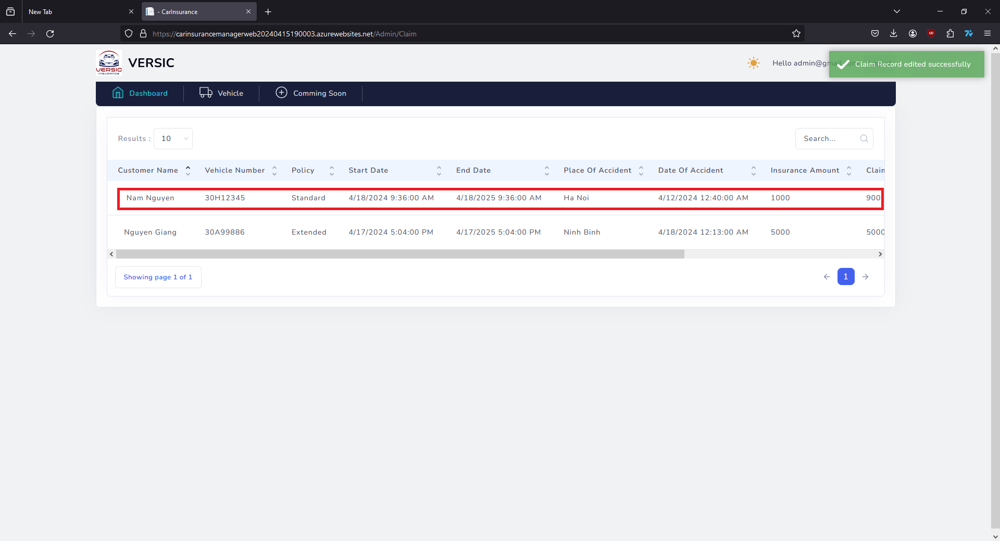 New Tab
- CarInsurance
https://carinsurancemanagerweb20240415190003.azurewebsites.net/Admin/Claim
VERSIC
INSURANCE
VERSIC
Hello admin@gmail.com
Claim Record edited successfully
Dashboard
Vehicle
Comming Soon
Results :
10
Search...
Customer Name Vehicle Number Policy Start Date End Date Place Of Accident Date Of Accident Insurance Amount Claim
Nam Nguyen 30H12345 Standard 4/18/2024 9:36:00 AM 4/18/2025 9:36:00 AM Ha Noi 4/12/2024 12:40:00 AM 1000 900
Nguyen Giang 30A99886 Extended 4/17/2024 5:04:00 PM 4/17/2025 5:04:00 PM Ninh Binh 4/18/2024 12:13:00 AM 5000 5000
Showing page 1 of 1
1